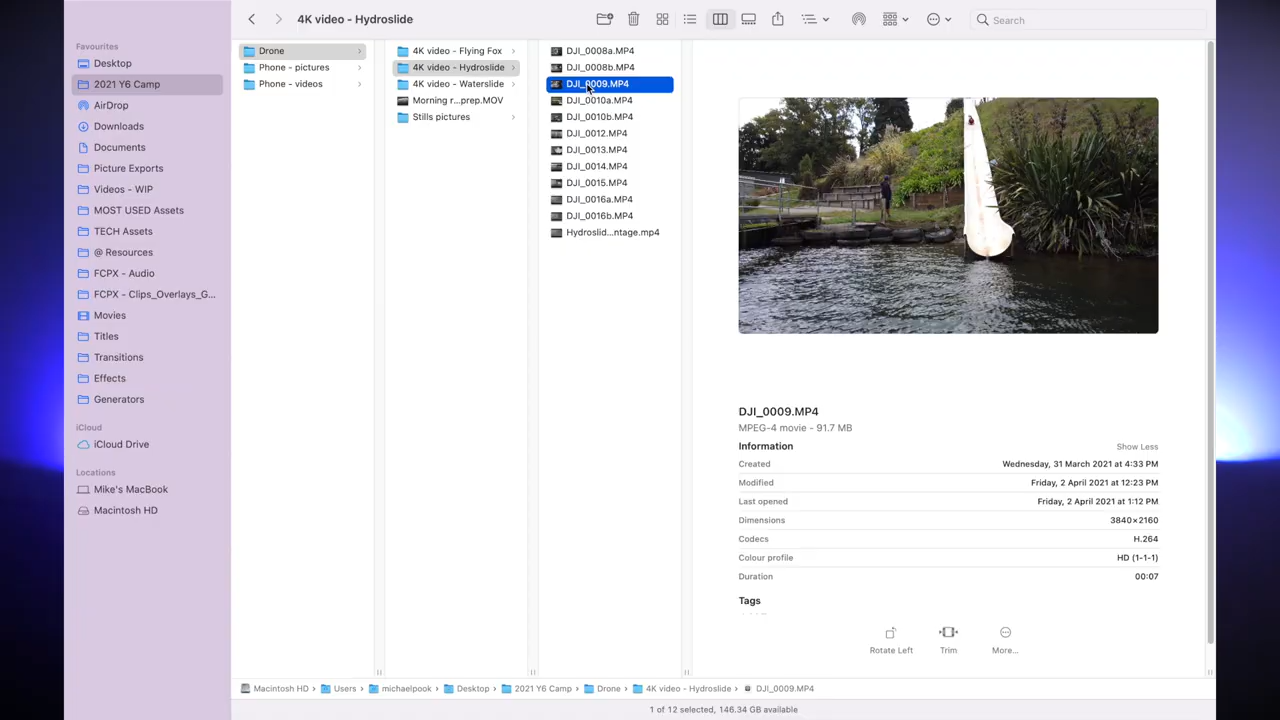 4K video - Hydroslide
Search
Favourites
Desktop
2021 Y6 Camp
AirDrop
Downloads
Documents
Picture Exports
Videos - WIP
MOST USED Assets
TECH Assets
@ Resources
FCPX - Audio
FCPX - Clips_Overlays_G...
Movies
Titles
Transitions
Effects
Generators
iCloud
iCloud Drive
Locations
Mike's MacBook
Macintosh HD
Drone
Phone - pictures
Phone - videos
4K video - Flying Fox
4K video - Hydroslide
4K video - Waterslide
Morning r...prep.MOV
Stills pictures
DJI_0008a.MP4
DJI_0008b.MP4
DJI_0009.MP4
DJI_0010a.MP4
DJI_0010b.MP4
DJI_0012.MP4
DJI_0013.MP4
DJI_0014.MP4
DJI_0015.MP4
DJI_0016a.MP4
DJI_0016b.MP4
Hydroslid...ntage.mp4
DJI_0009.MP4
MPEG-4 movie - 91.7 MB
Information Show Less
Created Wednesday, 31 March 2021 at 4:33 PM
Modified Friday, 2 April 2021 at 12:23 PM
Last opened Friday, 2 April 2021 at 1:12 PM
Dimensions 3840×2160
Codecs H.264
Colour profile HD (1-1-1)
Duration 00:07
Tags
Rotate Left Trim More...
Macintosh HD Users michaelpook Desktop 2021 Y6 Camp Drone 4K video - Hydroslide DJI_0009.MP4
1 of 12 selected, 146.34 GB available